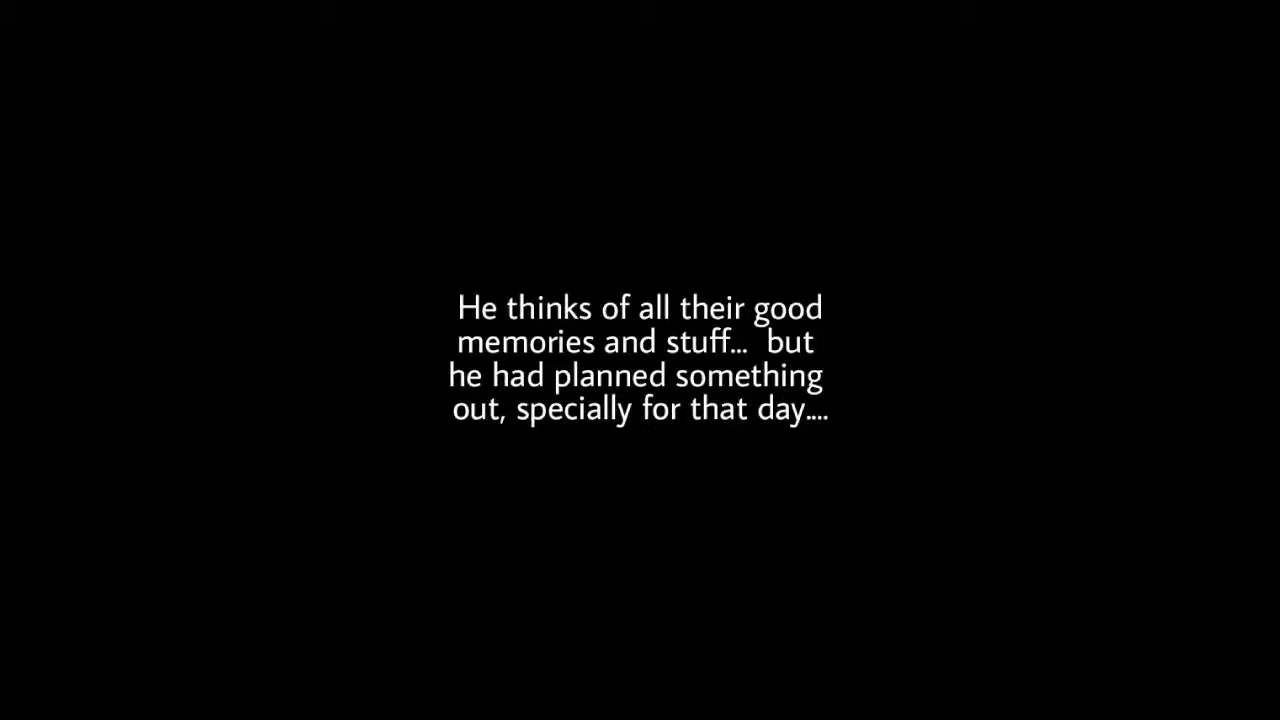 He thinks of all their good
memories and stuff...  but
he had planned something
out, specially for that day....